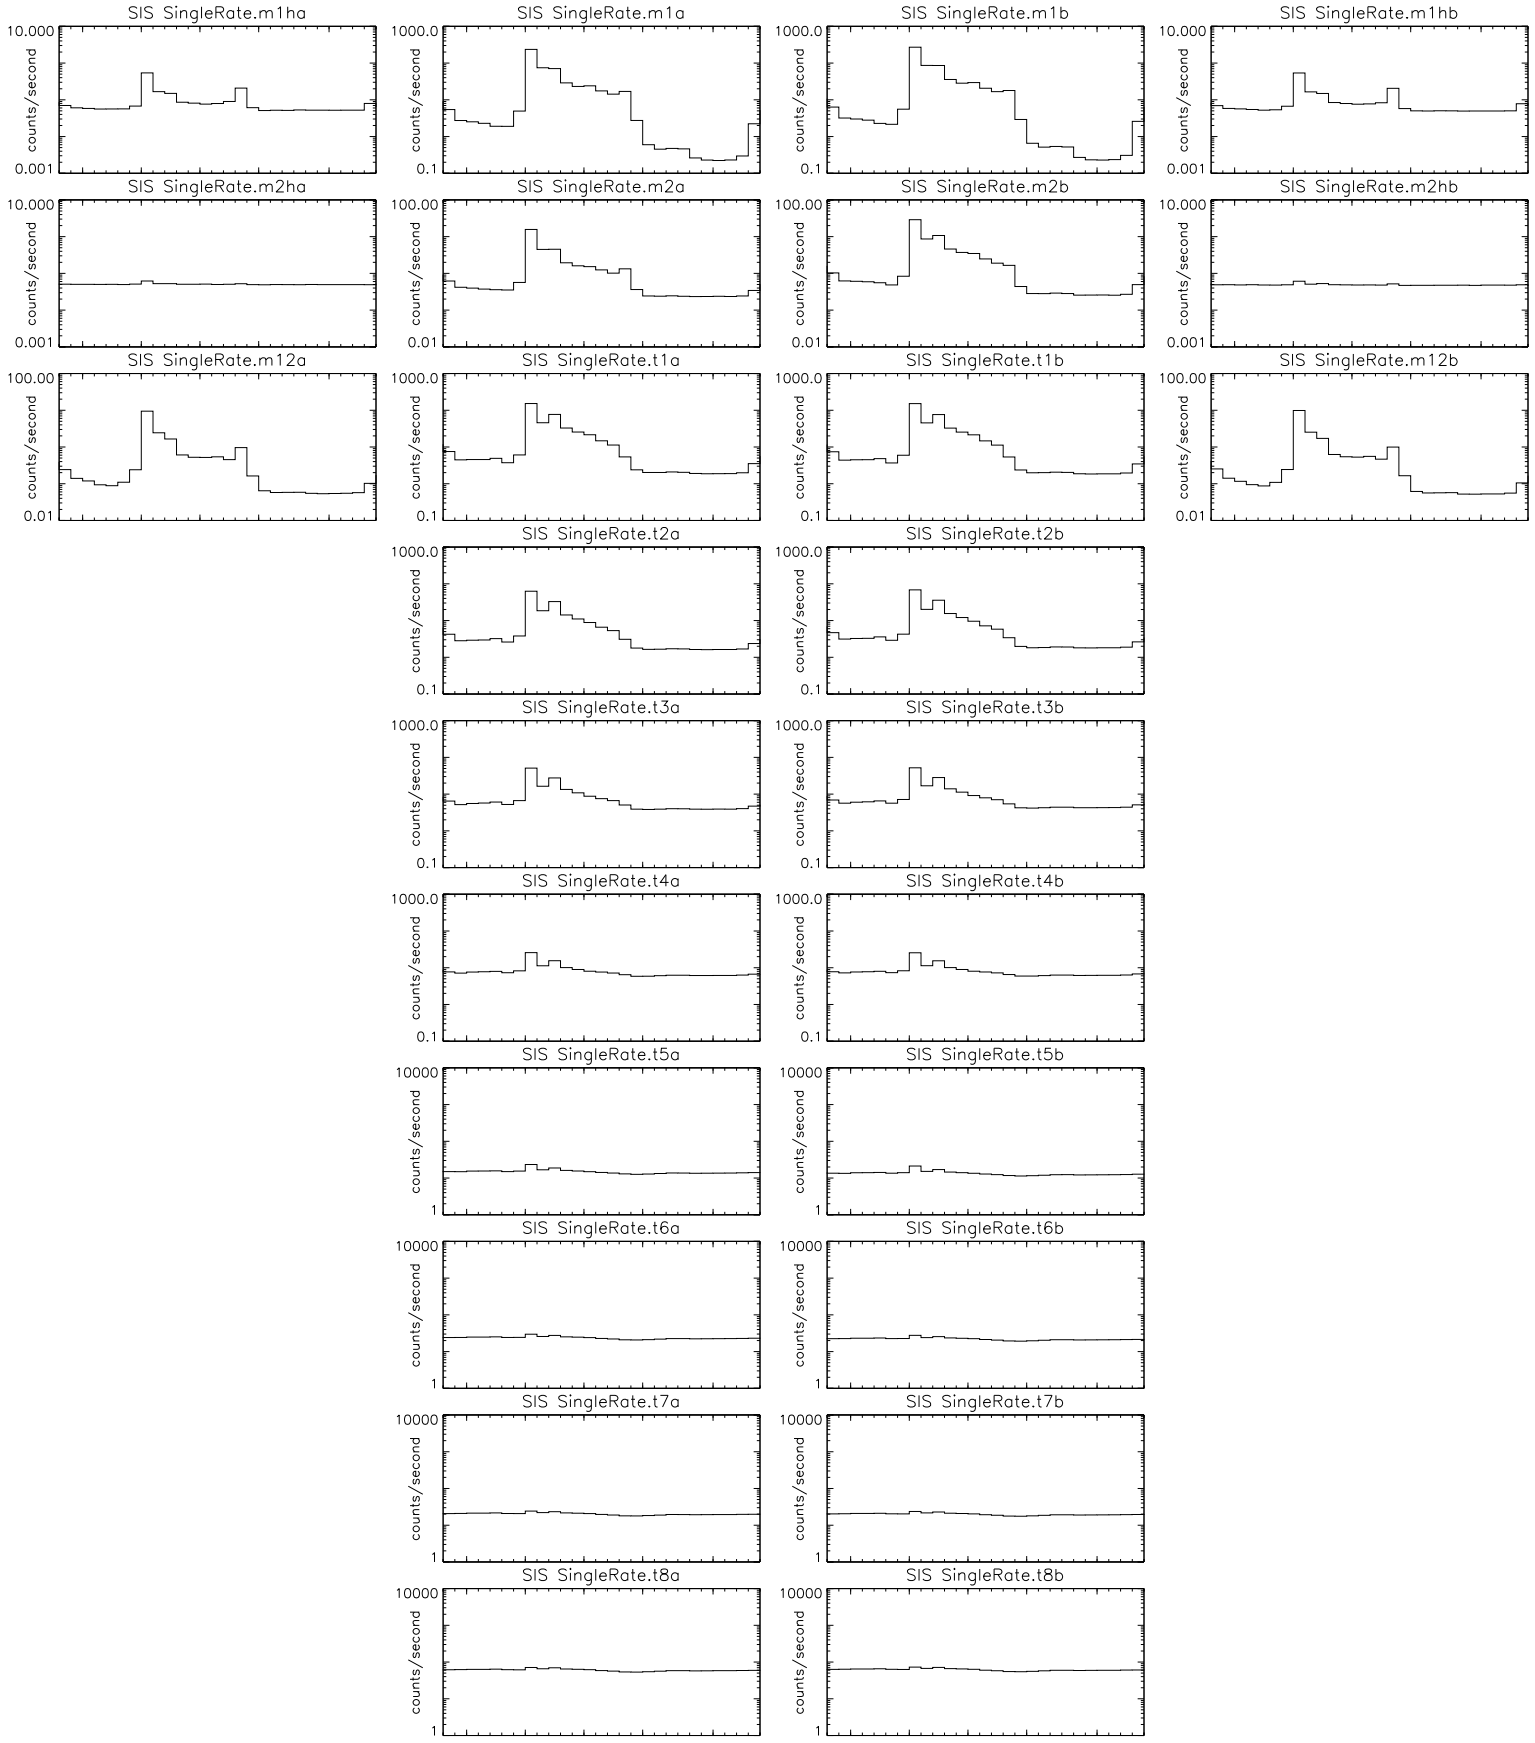 SIS SingleRate.m1ha
10.000
counts/second
0.001
SIS SingleRate.m1a
1000.0
counts/second
0.1
SIS SingleRate.m1b
1000.0
counts/second
0.1
SIS SingleRate.m1hb
10.000
counts/second
0.001
SIS SingleRate.m2ha
10.000
counts/second
0.001
SIS SingleRate.m2a
100.00
counts/second
0.01
SIS SingleRate.m2b
100.00
counts/second
0.01
SIS SingleRate.m2hb
10.000
counts/second
0.001
SIS SingleRate.m12a
100.00
counts/second
0.01
SIS SingleRate.t1a
1000.0
counts/second
0.1
SIS SingleRate.t1b
1000.0
counts/second
0.1
SIS SingleRate.m12b
100.00
counts/second
0.01
SIS SingleRate.t2a
1000.0
counts/second
0.1
SIS SingleRate.t2b
1000.0
counts/second
0.1
SIS SingleRate.t3a
1000.0
counts/second
0.1
SIS SingleRate.t3b
1000.0
counts/second
0.1
SIS SingleRate.t4a
1000.0
counts/second
0.1
SIS SingleRate.t4b
1000.0
counts/second
0.1
SIS SingleRate.t5a
10000
counts/second
1
SIS SingleRate.t5b
10000
counts/second
1
SIS SingleRate.t6a
10000
counts/second
1
SIS SingleRate.t6b
10000
counts/second
1
SIS SingleRate.t7a
10000
counts/second
1
SIS SingleRate.t7b
10000
counts/second
1
SIS SingleRate.t8a
10000
counts/second
1
SIS SingleRate.t8b
10000
counts/second
1